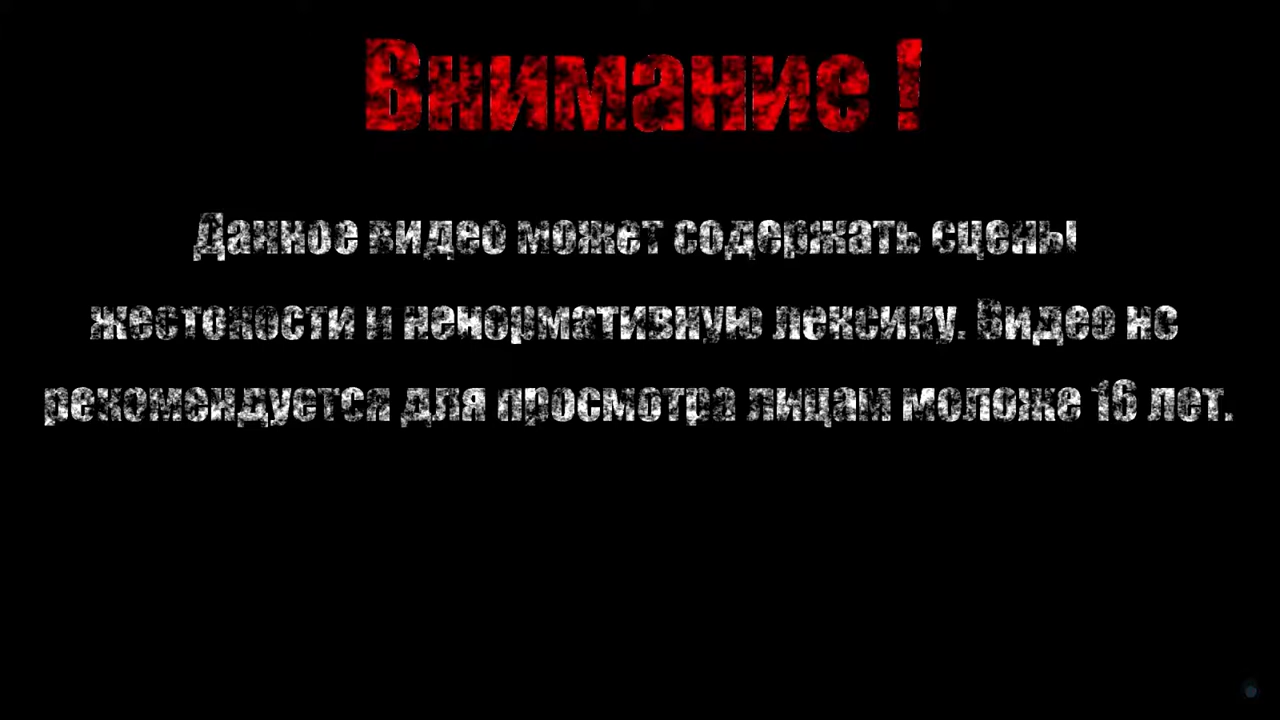 Внимание !
Данное видео может содержать сцены
жестокости и ненормативную лексику. Видео не
рекомендуется для просмотра лицам моложе 16 лет.